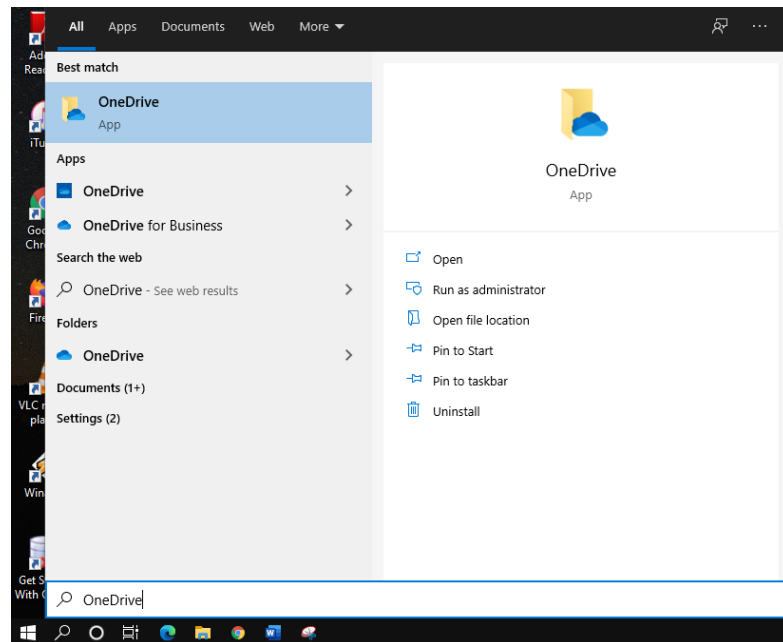 All Apps Documents Web More
Best match
OneDrive
App
Apps
OneDrive
OneDrive for Business
Search the web
OneDrive - See web results
Folders
OneDrive
Documents (1+)
Settings (2)
OneDrive
App
Open
Run as administrator
Open file location
Pin to Start
Pin to taskbar
Uninstall
OneDrive